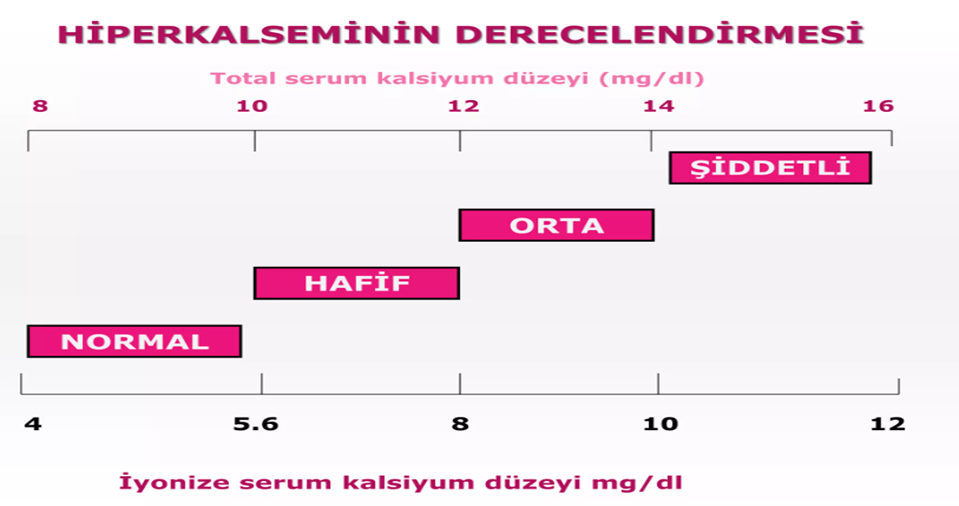 HİPERKALSEMİNİN DERECELENDİRMESİ
Total serum kalsiyum düzeyi (mg/dl)
8 10 12 14 16
ŞİDDETLİ
ORTA
HAFİF
NORMAL
4 5.6 8 10 12
İyonize serum kalsiyum düzeyi mg/dl